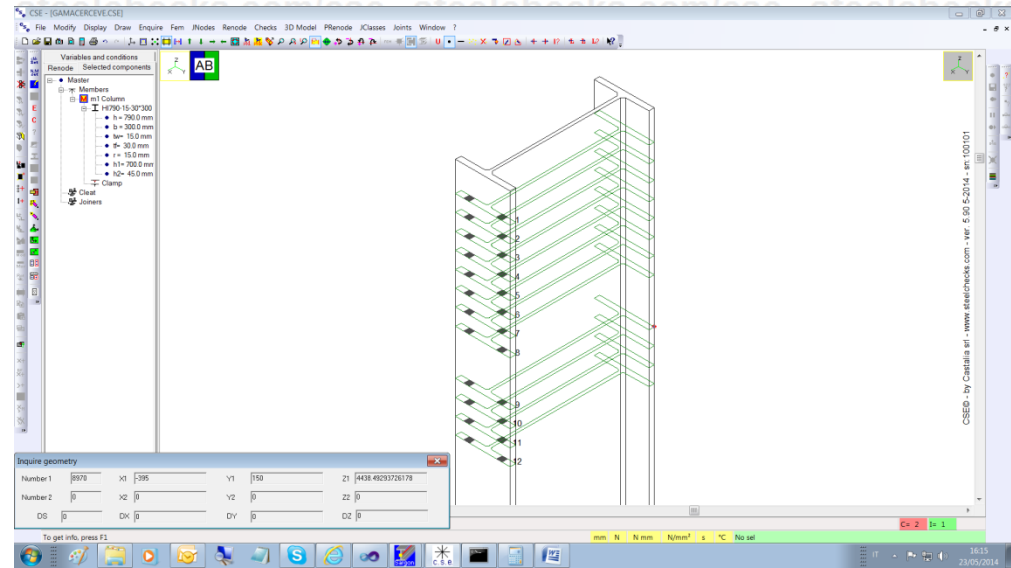 CSE - [GAMACERCEVE.CSE]
File Modify Display Draw Enquire Fem JNodes Renode Checks 3D Model PRenode JClasses Joints Window ?
Variables and conditions
Renode Selected components
Master
Members
m1 Column
HI790-15-30*300
h = 790.0 mm
b = 300.0 mm
tw= 15.0 mm
tf= 30.0 mm
r = 15.0 mm
h1= 700.0 mm
h2= 45.0 mm
Clamp
Cleat
Joiners
Z
X Y
AB
Z
X Y
1
2
3
4
5
6
7
8
9
10
11
12
CSE© - by Castalia srl - www.steelchecks.com - ver. 5.90 5-2014 - sn: 100101
Inquire geometry
Number 1 8970 X1 -395 Y1 150 Z1 4438.49293726178
Number 2 0 X2 0 Y2 0 Z2 0
DS 0 DX 0 DY 0 DZ 0
C= 2 I= 1
To get info, press F1
mm N N mm N/mm² s °C No sel
c.s.e.
IT
16:15
23/05/2014